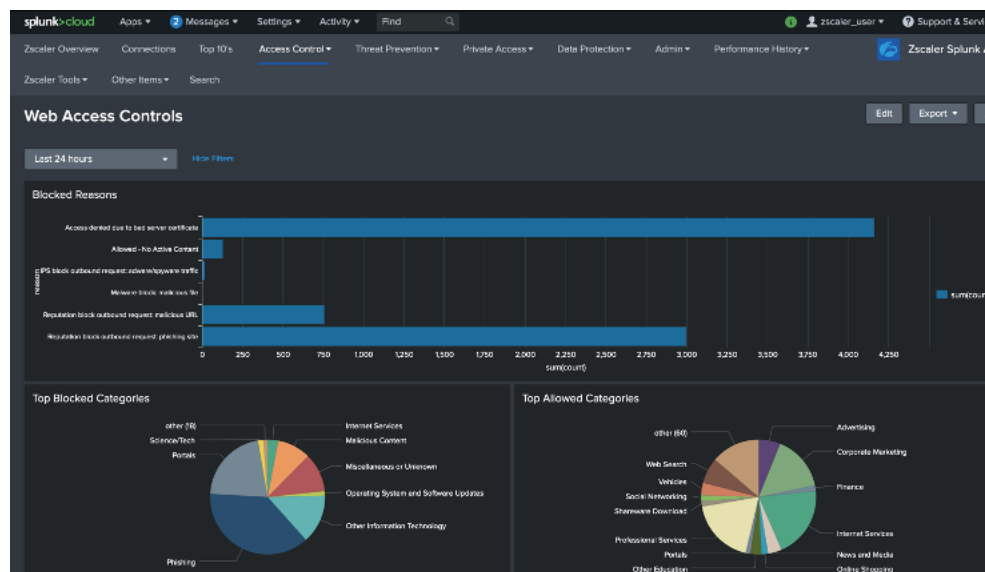 splunk>cloud Apps Messages Settings Activity Find zscaler_user Support & Servi
2
Zscaler Overview Connections Top 10's Access Control Threat Prevention Private Access Data Protection Admin Performance History Zscaler Splunk
Zscaler Tools Other Items Search
Web Access Controls
Edit Export
Last 24 hours Hide Filters
Blocked Reasons
Access denied due to bad server certificate
Allowed - No Active Content
IPS block outbound request: adware/spyware traffic
Malware block: malicious file
Reputation block outbound request: malicious URL
Reputation block outbound request: phishing site
reason
sum(coun
0 250 500 750 1,000 1,250 1,500 1,750 2,000 2,250 2,500 2,750 3,000 3,250 3,500 3,750 4,000 4,250
sum(count)
Top Blocked Categories
other (18)
Science/Tech
Portals
Phishing
Internet Services
Malicious Content
Miscellaneous or Unknown
Operating System and Software Updates
Other Information Technology
Top Allowed Categories
other (60)
Web Search
Vehicles
Social Networking
Shareware Download
Professional Services
Portals
Other Education
Advertising
Corporate Marketing
Finance
Internet Services
News and Media
Online Shopping